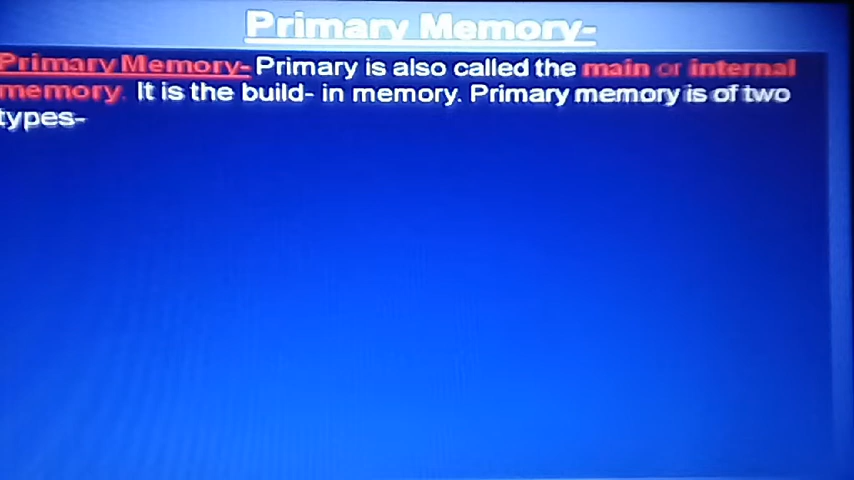 Primary Memory-
Primary Memory- Primary is also called the main or internal
memory. It is the build- in memory. Primary memory is of two
types-